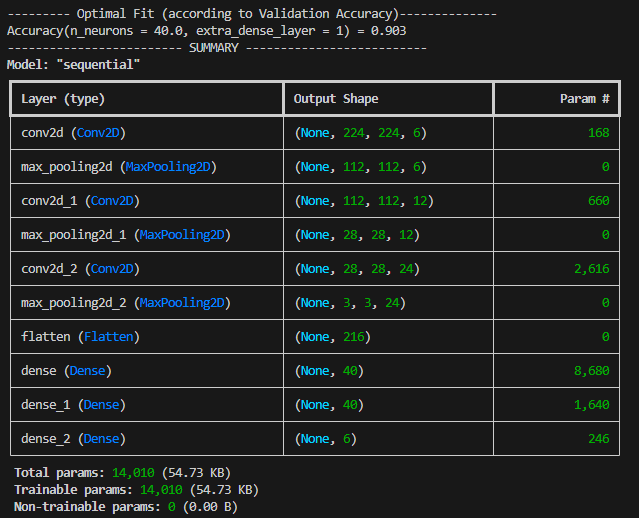 --------- Optimal Fit (according to Validation Accuracy)--------------
Accuracy(n_neurons = 40.0, extra_dense_layer = 1) = 0.903
------------------------- SUMMARY --------------------------
Model: "sequential"
Layer (type) Output Shape Param #
conv2d (Conv2D) (None, 224, 224, 6) 168
max_pooling2d (MaxPooling2D) (None, 112, 112, 6) 0
conv2d_1 (Conv2D) (None, 112, 112, 12) 660
max_pooling2d_1 (MaxPooling2D) (None, 28, 28, 12) 0
conv2d_2 (Conv2D) (None, 28, 28, 24) 2,616
max_pooling2d_2 (MaxPooling2D) (None, 3, 3, 24) 0
flatten (Flatten) (None, 216) 0
dense (Dense) (None, 40) 8,680
dense_1 (Dense) (None, 40) 1,640
dense_2 (Dense) (None, 6) 246
Total params: 14,010 (54.73 KB)
Trainable params: 14,010 (54.73 KB)
Non-trainable params: 0 (0.00 B)